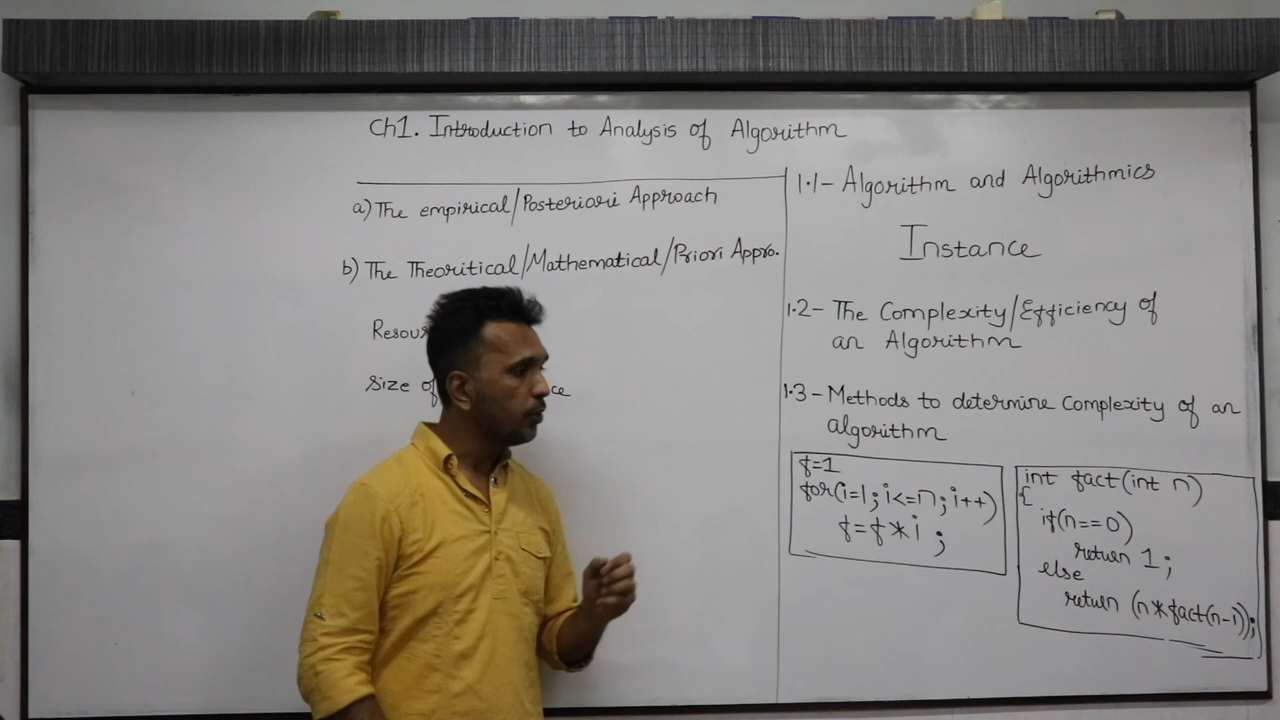 Ch1. Introduction to Analysis of Algorithm
a) The empirical/Posteriori Approach
b) The Theoritical/Mathematical/Priori Appro.
Size of
1.1- Algorithm and Algorithmics
Instance
1.2- The Complexity/Efficiency of
an Algorithm
1.3- Methods to determine Complexity of an
algorithm
f=1
for(i=1; i<=n; i++)
f=f*i ;
int fact(int n)
{
if(n==0)
return 1;
else
return (n*fact(n-1));